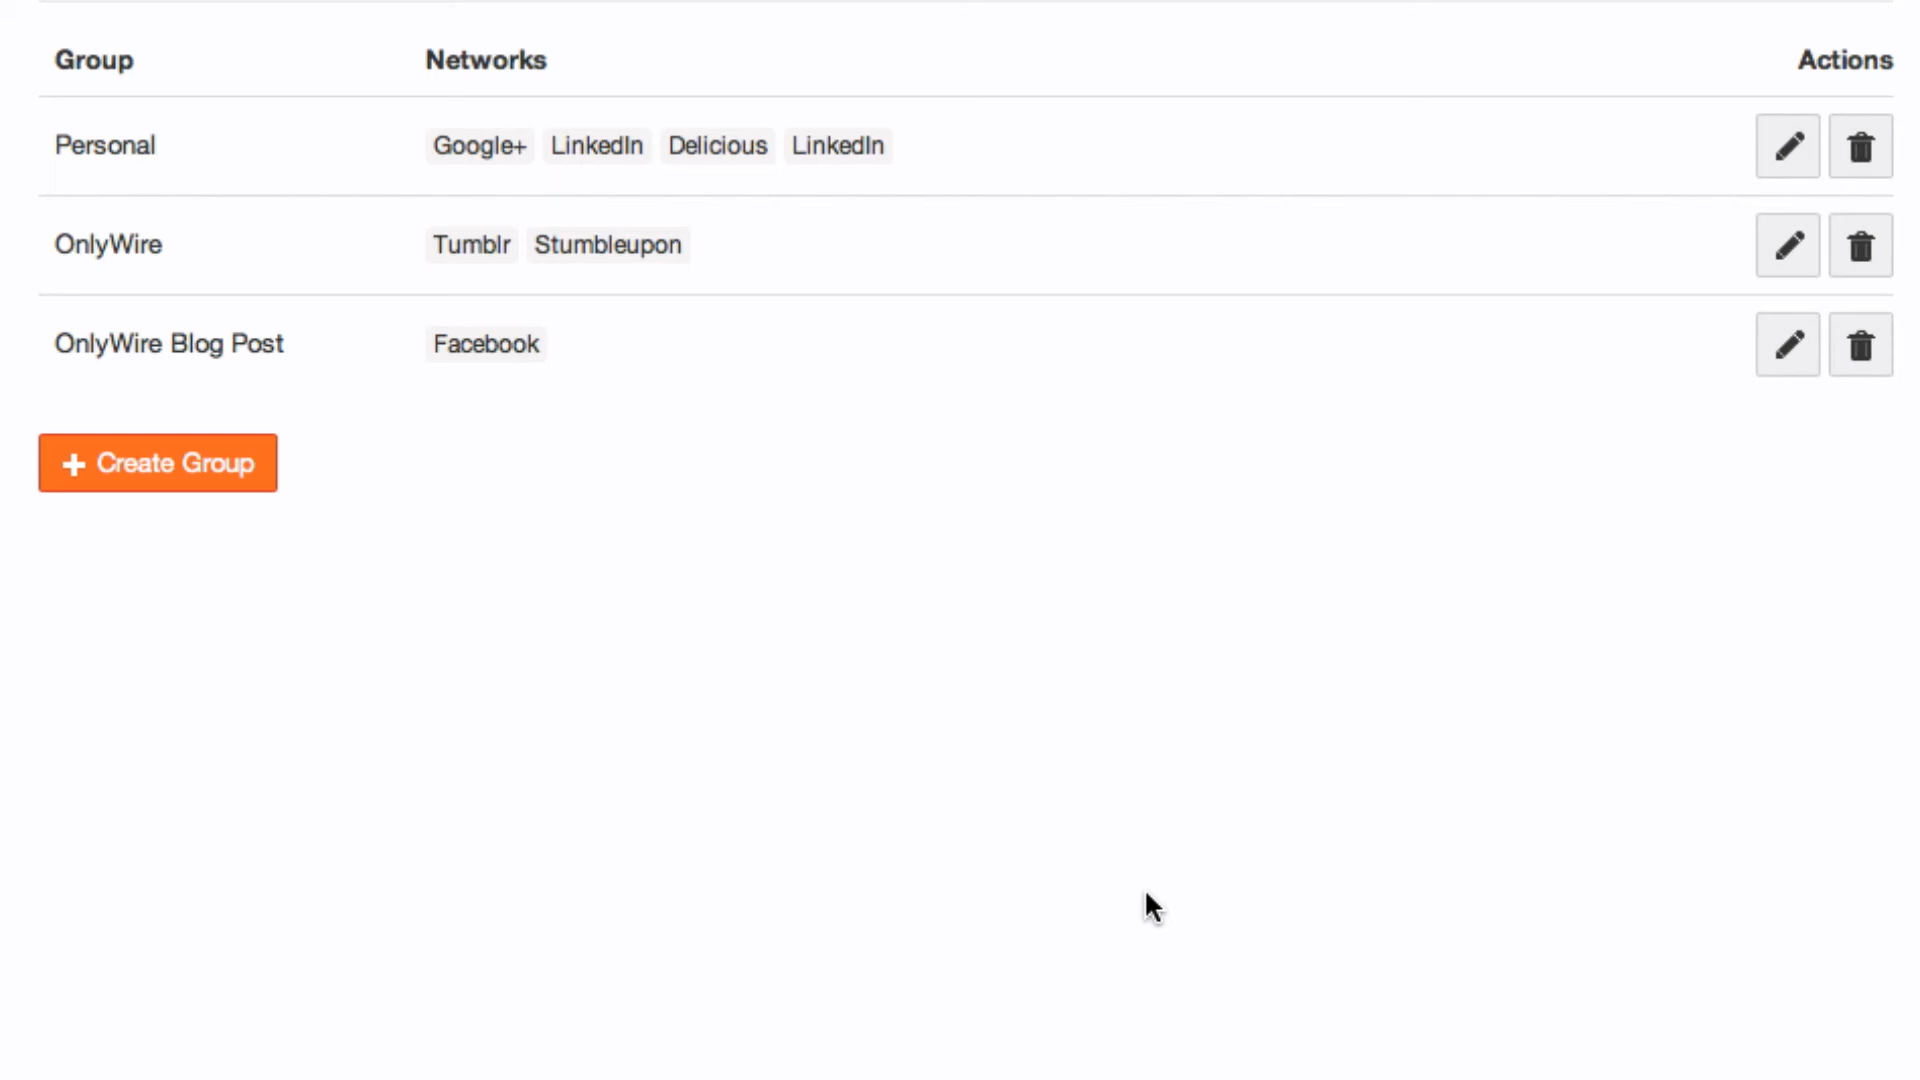 Group Networks Actions
Personal Google+ LinkedIn Delicious LinkedIn
OnlyWire Tumblr Stumbleupon
OnlyWire Blog Post Facebook
Create Group